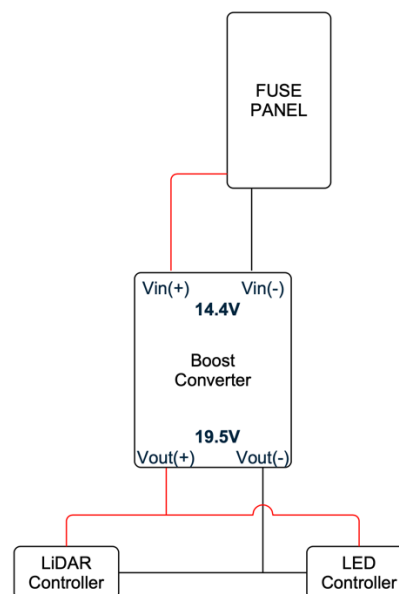 FUSE
PANEL
Vin(+) Vin(-)
14.4V
Boost
Converter
19.5V
Vout(+) Vout(-)
LiDAR
Controller
LED
Controller